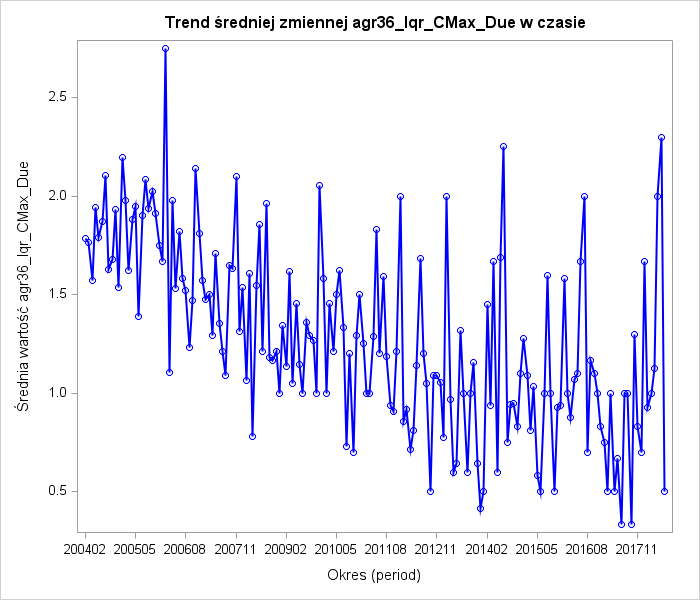 Trend średniej zmiennej agr36_Iqr_CMax_Due w czasie
Średnia wartość agr36_Iqr_CMax_Due
2.5
2.0
1.5
1.0
0.5
200402 200505 200608 200711 200902 201005 201108 201211 201402 201505 201608 201711
Okres (period)